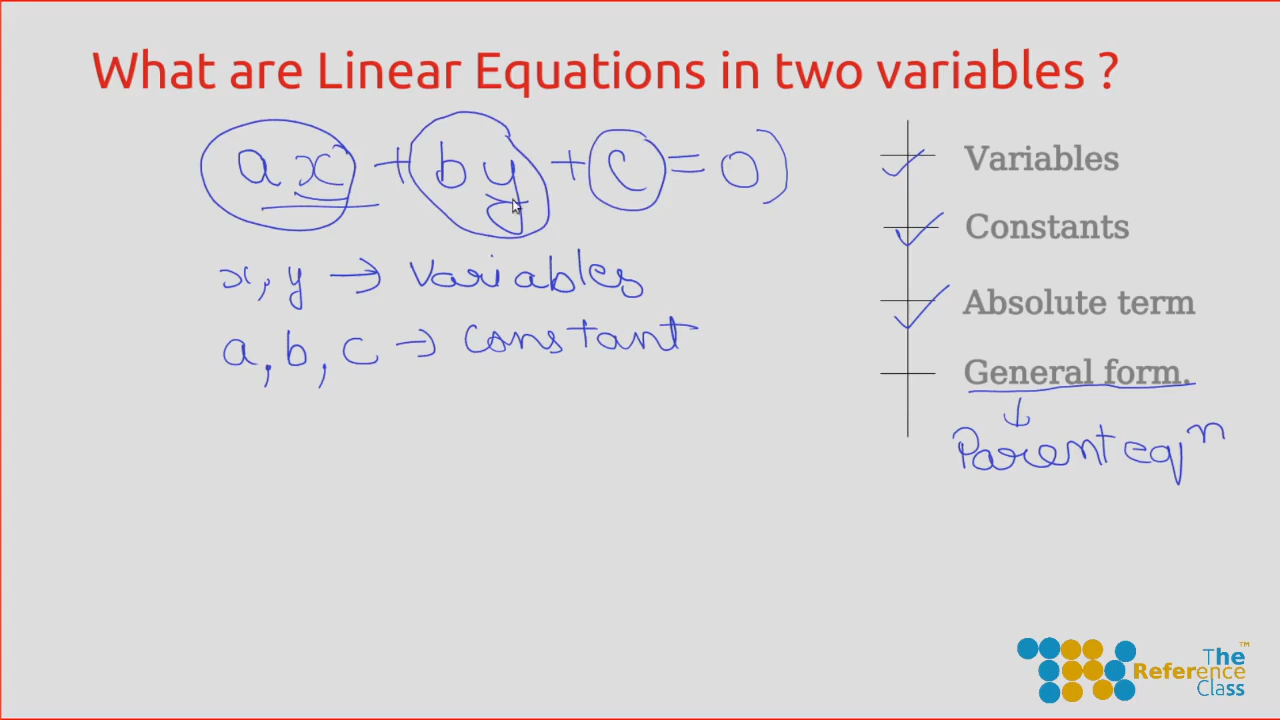 What are Linear Equations in two variables ?
ax + by + c = 0)
x, y → Variables
a, b, c → constant
Variables
Constants
Absolute term
General form.
↓
Parent eqⁿ
The™
Reference
Class